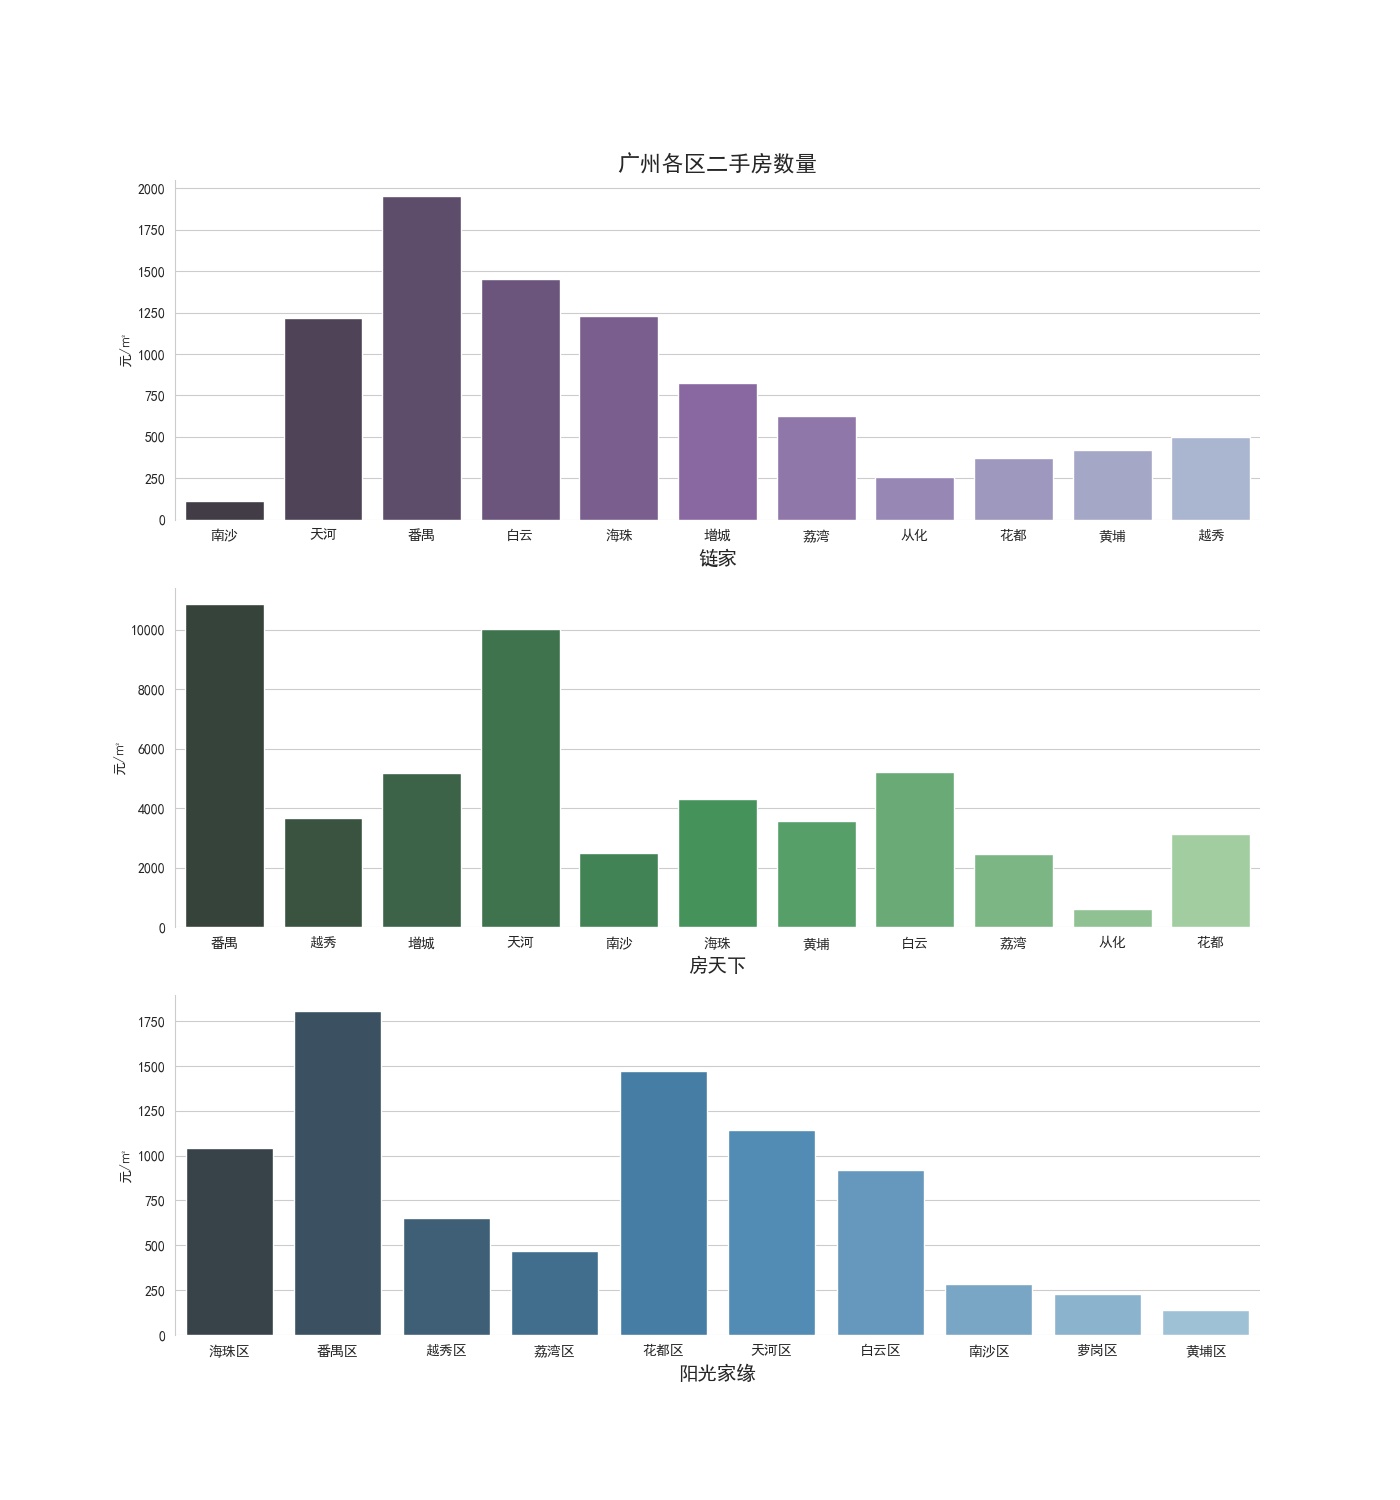 广州各区二手房数量
2000
1750
1500
1250
1000
750
500
250
0
元/㎡
南沙 天河 番禺 白云 海珠 增城 荔湾 从化 花都 黄埔 越秀
链家
10000
8000
6000
4000
2000
0
元/㎡
番禺 越秀 增城 天河 南沙 海珠 黄埔 白云 荔湾 从化 花都
房天下
1750
1500
1250
1000
750
500
250
0
元/㎡
海珠区 番禺区 越秀区 荔湾区 花都区 天河区 白云区 南沙区 萝岗区 黄埔区
阳光家缘